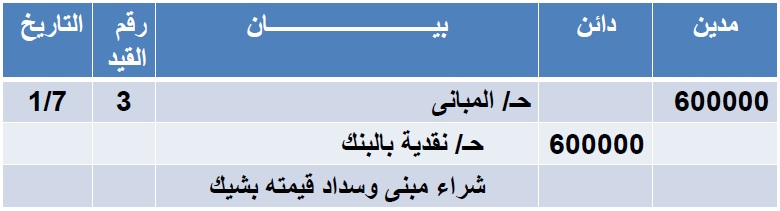 مدين دائن بيـــــــــــــان رقم القيد التاريخ
600000 حـ/ المبانى 3 1/7
600000 حـ/ نقدية بالبنك
شراء مبنى وسداد قيمته بشيك